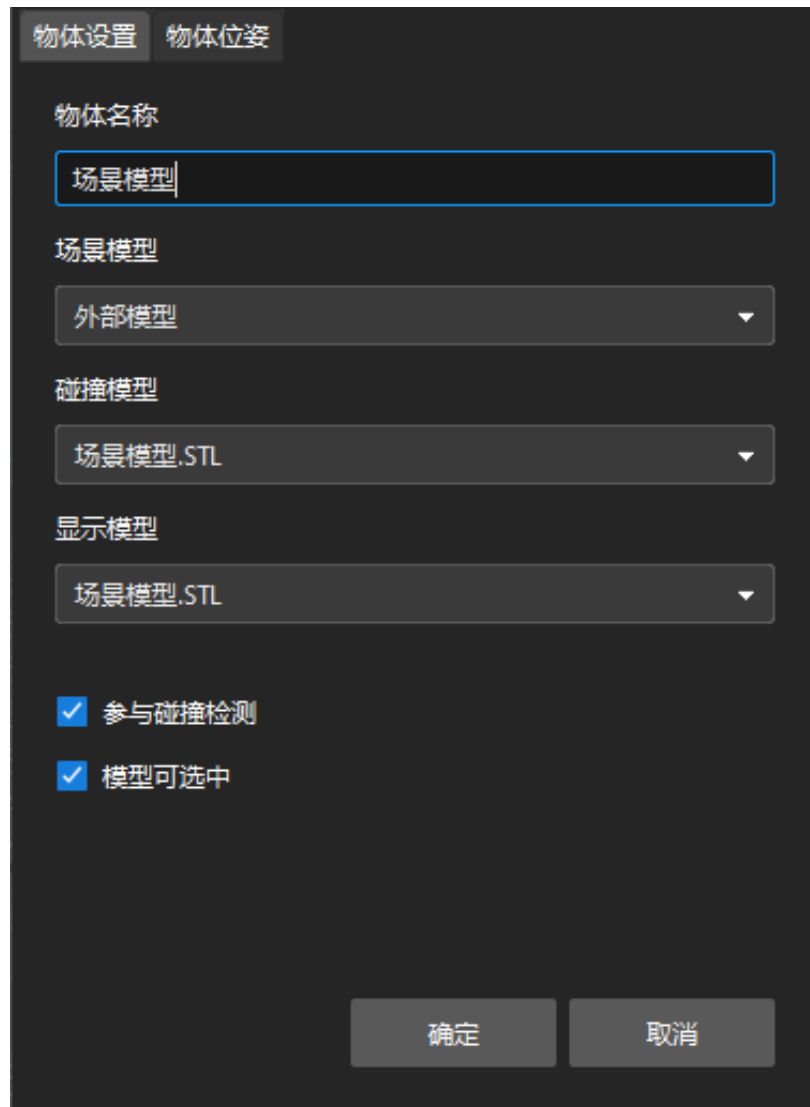 物体设置 物体位姿
物体名称
场景模型
场景模型
外部模型
碰撞模型
场景模型.STL
显示模型
场景模型.STL
参与碰撞检测
模型可选中
确定 取消